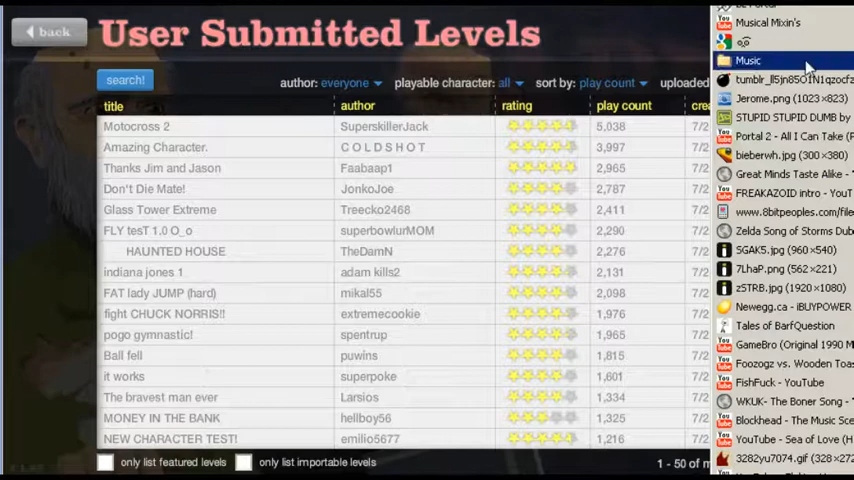 back
User Submitted Levels
search!
author: everyone playable character: all sort by: play count uploaded
title author rating play count
Motocross 2 SuperskillerJack 5,038 7/2
Amazing Character. C O L D S H O T 3,997 7/2
Thanks Jim and Jason Faabaap1 2,965 7/2
Don't Die Mate! JonkoJoe 2,787 7/2
Glass Tower Extreme Treecko2468 2,411 7/2
FLY tesT 1.0 O_o superbowlurMOM 2,290 7/2
HAUNTED HOUSE TheDamN 2,276 7/2
indiana jones 1 adam kills2 2,131 7/2
FAT lady JUMP (hard) mikal55 2,098 7/2
fight CHUCK NORRIS!! extremecookie 1,976 7/2
pogo gymnastic! spentrup 1,965 7/2
Ball fell puwins 1,815 7/2
it works superpoke 1,601 7/2
The bravest man ever Larsios 1,334 7/2
MONEY IN THE BANK hellboy56 1,325 7/2
NEW CHARACTER TEST! emilio5677 1,216 7/2
only list featured levels only list importable levels 1 - 50 of
Musical Mixin's
Music
Jerome.png (1023×823)
STUPID STUPID DUMB by
Portal 2 - All I Can Take (F
bieberwh.jpg (300×380)
Great Minds Taste Alike -
FREAKAZOID intro - YouT
www.8bitpeoples.com/file
Zelda Song of Storms Dub
5GAK5.jpg (960×540)
7LhaP.png (562×221)
z5TRB.jpg (1920×1080)
Newegg.ca - iBUYPOWER
Tales of BarfQuestion
GameBro (Original 1990 M
Foozogz vs. Wooden Toa
FishFuck - YouTube
WKUK- The Boner Song -
Blockhead - The Music Sce
YouTube - Sea of Love (H
3282yu7074.gif (328×272